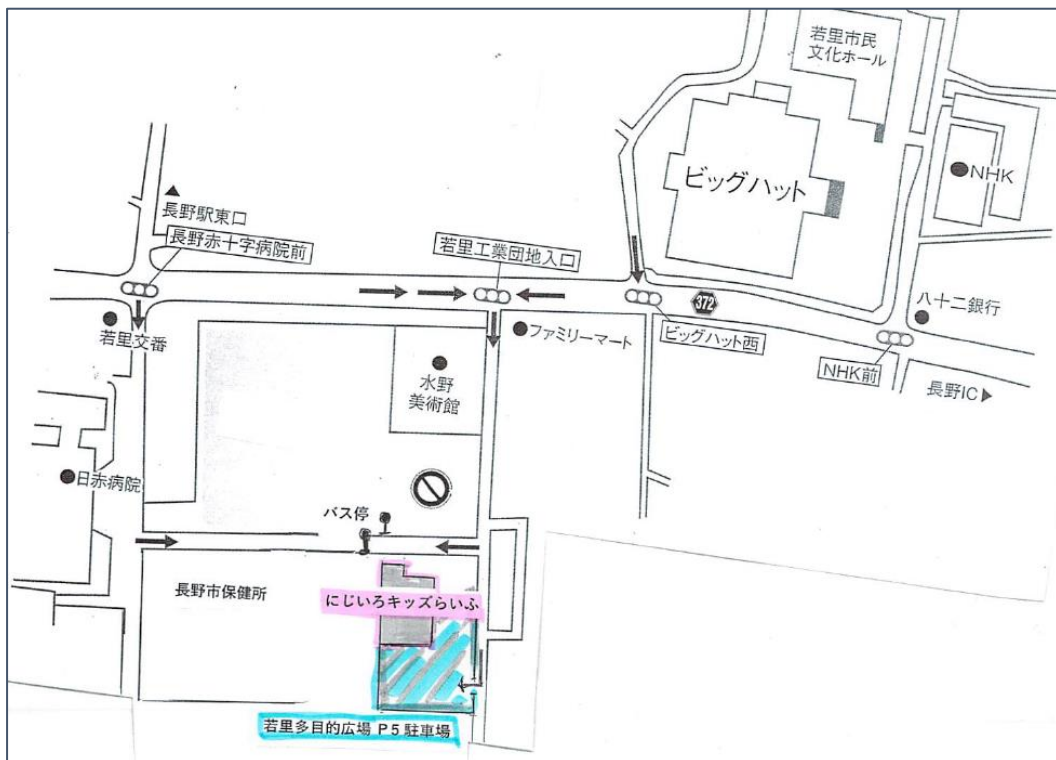 若里市民
文化ホール
ビッグハット
NHK
長野駅東口
長野赤十字病院前
若里工業団地入口
372
八十二銀行
若里交番
ファミリーマート
ビッグハット西
NHK前
長野IC
水野
美術館
日赤病院
バス停
長野市保健所
にじいろキッズらいふ
若里多目的広場 P5駐車場